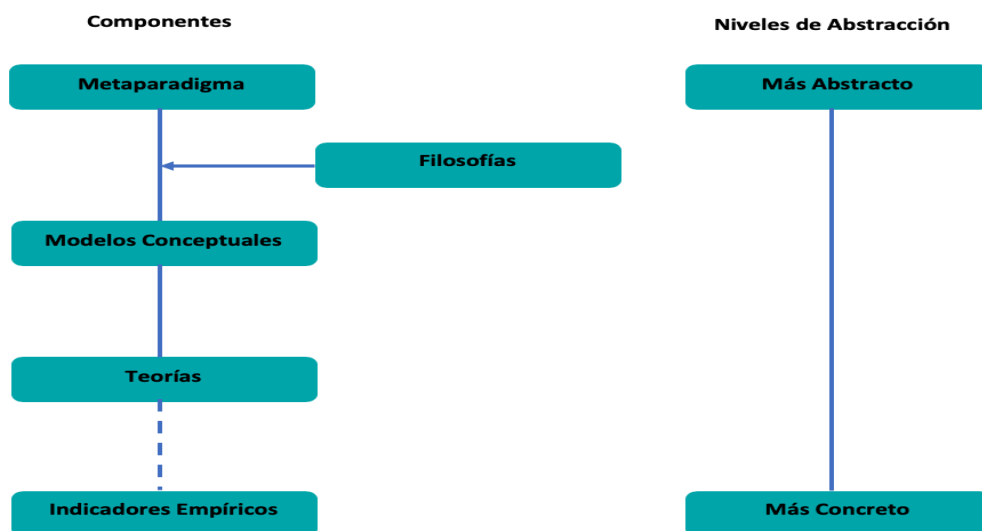 Componentes
Niveles de Abstracción
Metaparadigma
Más Abstracto
Filosofías
Modelos Conceptuales
Teorías
Indicadores Empíricos
Más Concreto